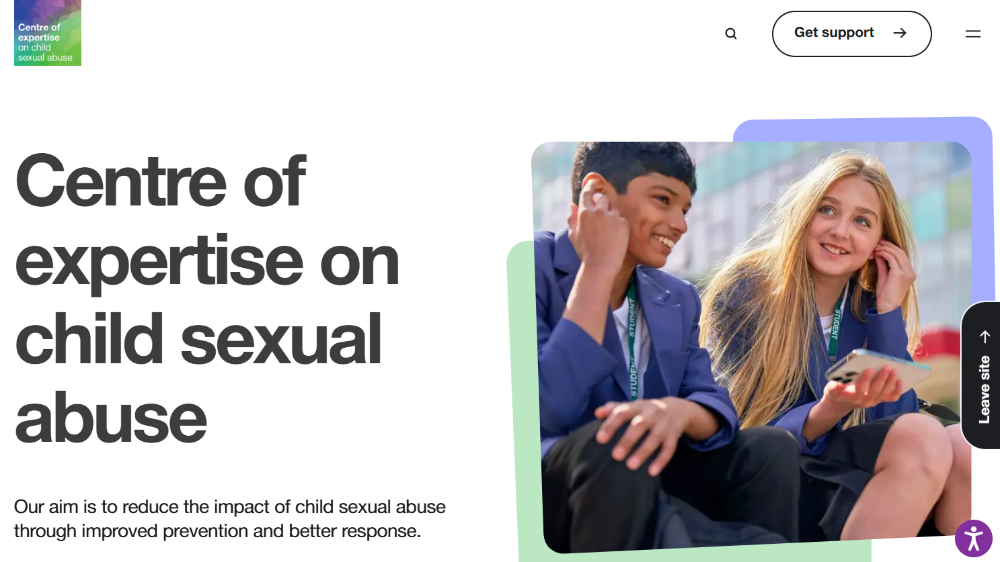 Centre of
expertise
on child
sexual abuse
Get support
Centre of
expertise on
child sexual
abuse
Our aim is to reduce the impact of child sexual abuse
through improved prevention and better response.
STUDENT
STUDENT
STUDENT
Leave site